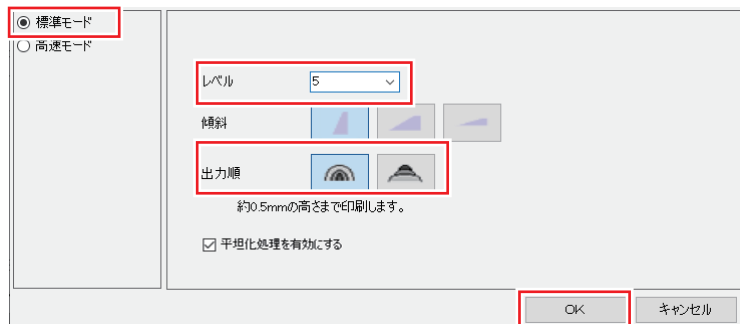 標準モード
高速モード
レベル 5
傾斜
出力順
約0.5mmの高さまで印刷します。
平坦化処理を有効にする
OK キャンセル